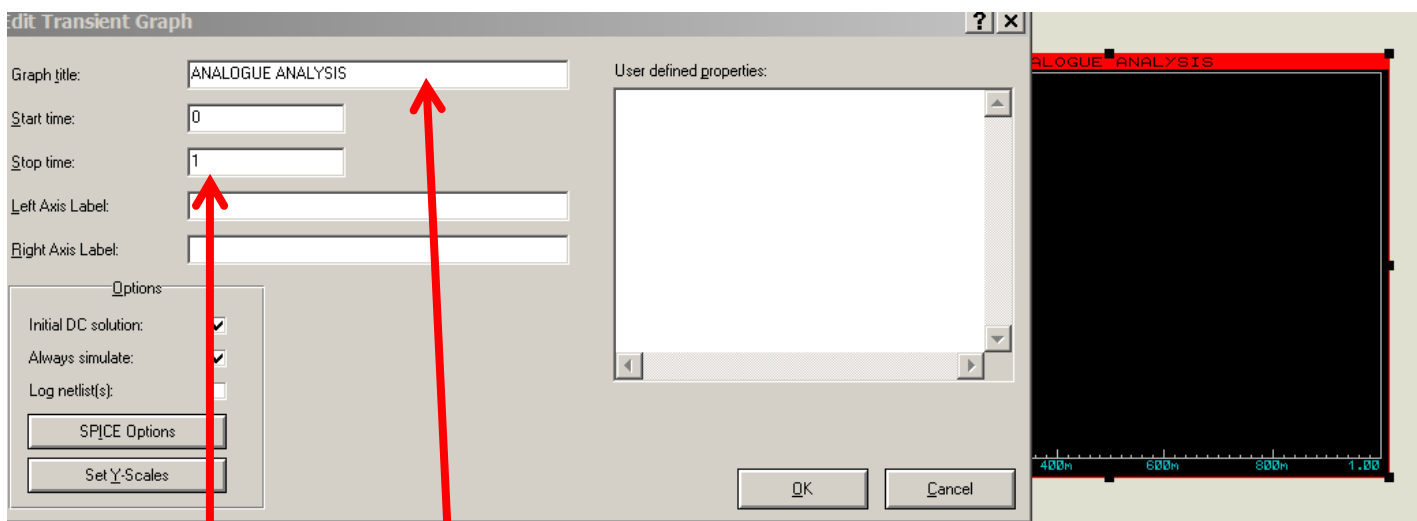 Edit Transient Graph
? ×
Graph title: ANALOGUE ANALYSIS
Start time: 0
Stop time: 1
Left Axis Label:
Right Axis Label:
Options
Initial DC solution:
Always simulate:
Log netlist(s):
SPICE Options
Set Y-Scales
User defined properties:
OK
Cancel
ALOGUE ANALYSIS
400m 600m 800m 1.00